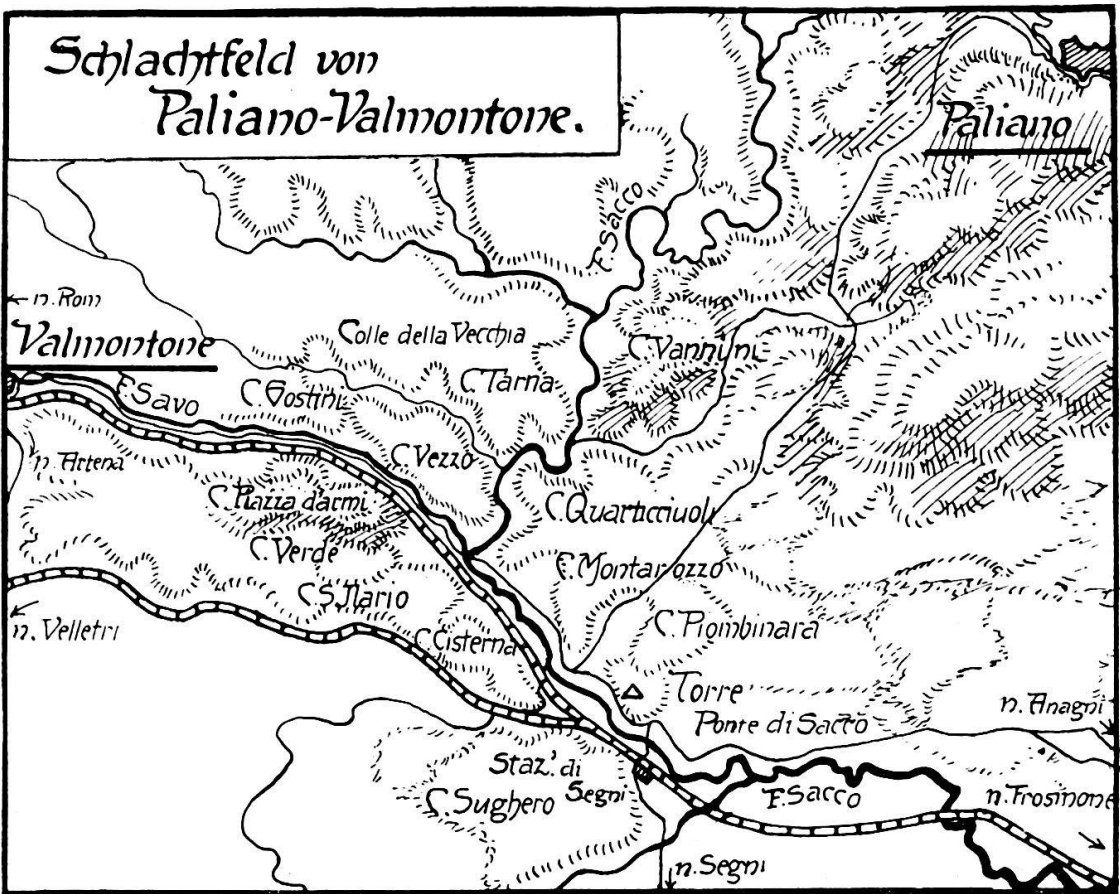 Schlachtfeld von
Paliano-Valmontone.
Paliano
F. Sacco
n. Rom
Valmontone
Colle della Vecchia
C. Vannini
C. Tarna
F. Savo
C. Gostini
n. Artena
C. Vezzo
C. Piazza d'armi
C. Quarticciuoli
C. Verde
C. Montarozzo
C. S. Ilario
n. Velletri
C. Cisterna
C. Piombinara
Torre
n. Anagni
Ponte di Sacco
Staz. di
Segni
C. Sughero
F. Sacco
n. Frosinone
n. Segni